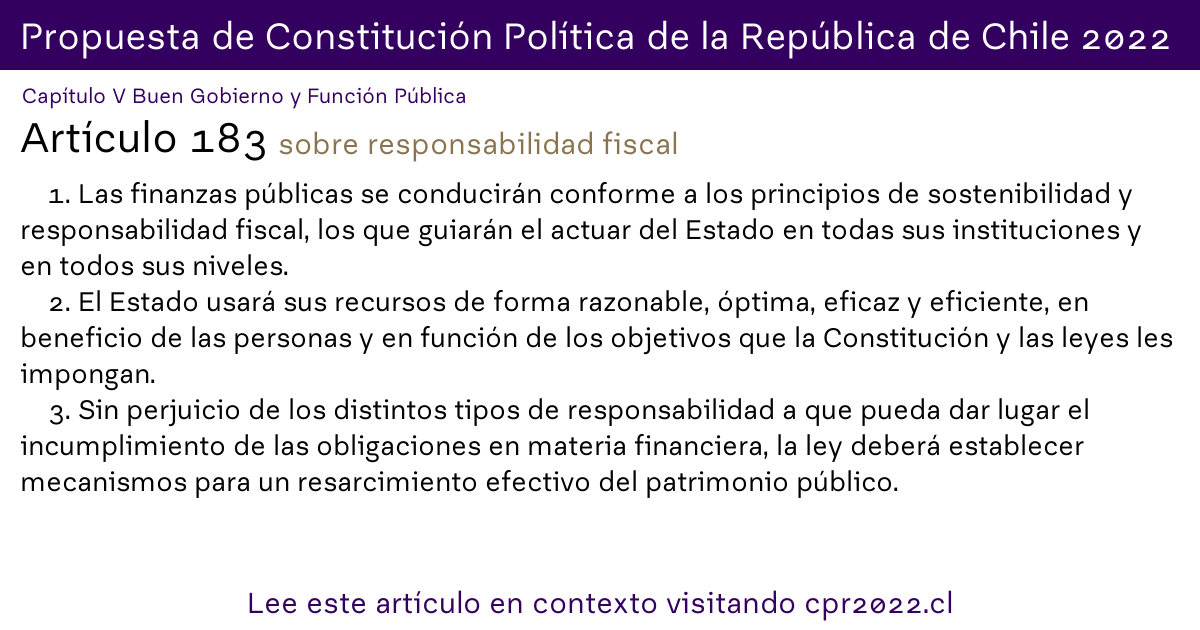 Propuesta de Constitución Política de la República de Chile 2022
Capítulo V Buen Gobierno y Función Pública
Artículo 183 sobre responsabilidad fiscal
1. Las finanzas públicas se conducirán conforme a los principios de sostenibilidad y
responsabilidad fiscal, los que guiarán el actuar del Estado en todas sus instituciones y
en todos sus niveles.
2. El Estado usará sus recursos de forma razonable, óptima, eficaz y eficiente, en
beneficio de las personas y en función de los objetivos que la Constitución y las leyes les
impongan.
3. Sin perjuicio de los distintos tipos de responsabilidad a que pueda dar lugar el
incumplimiento de las obligaciones en materia financiera, la ley deberá establecer
mecanismos para un resarcimiento efectivo del patrimonio público.
Lee este artículo en contexto visitando cpr2022.cl